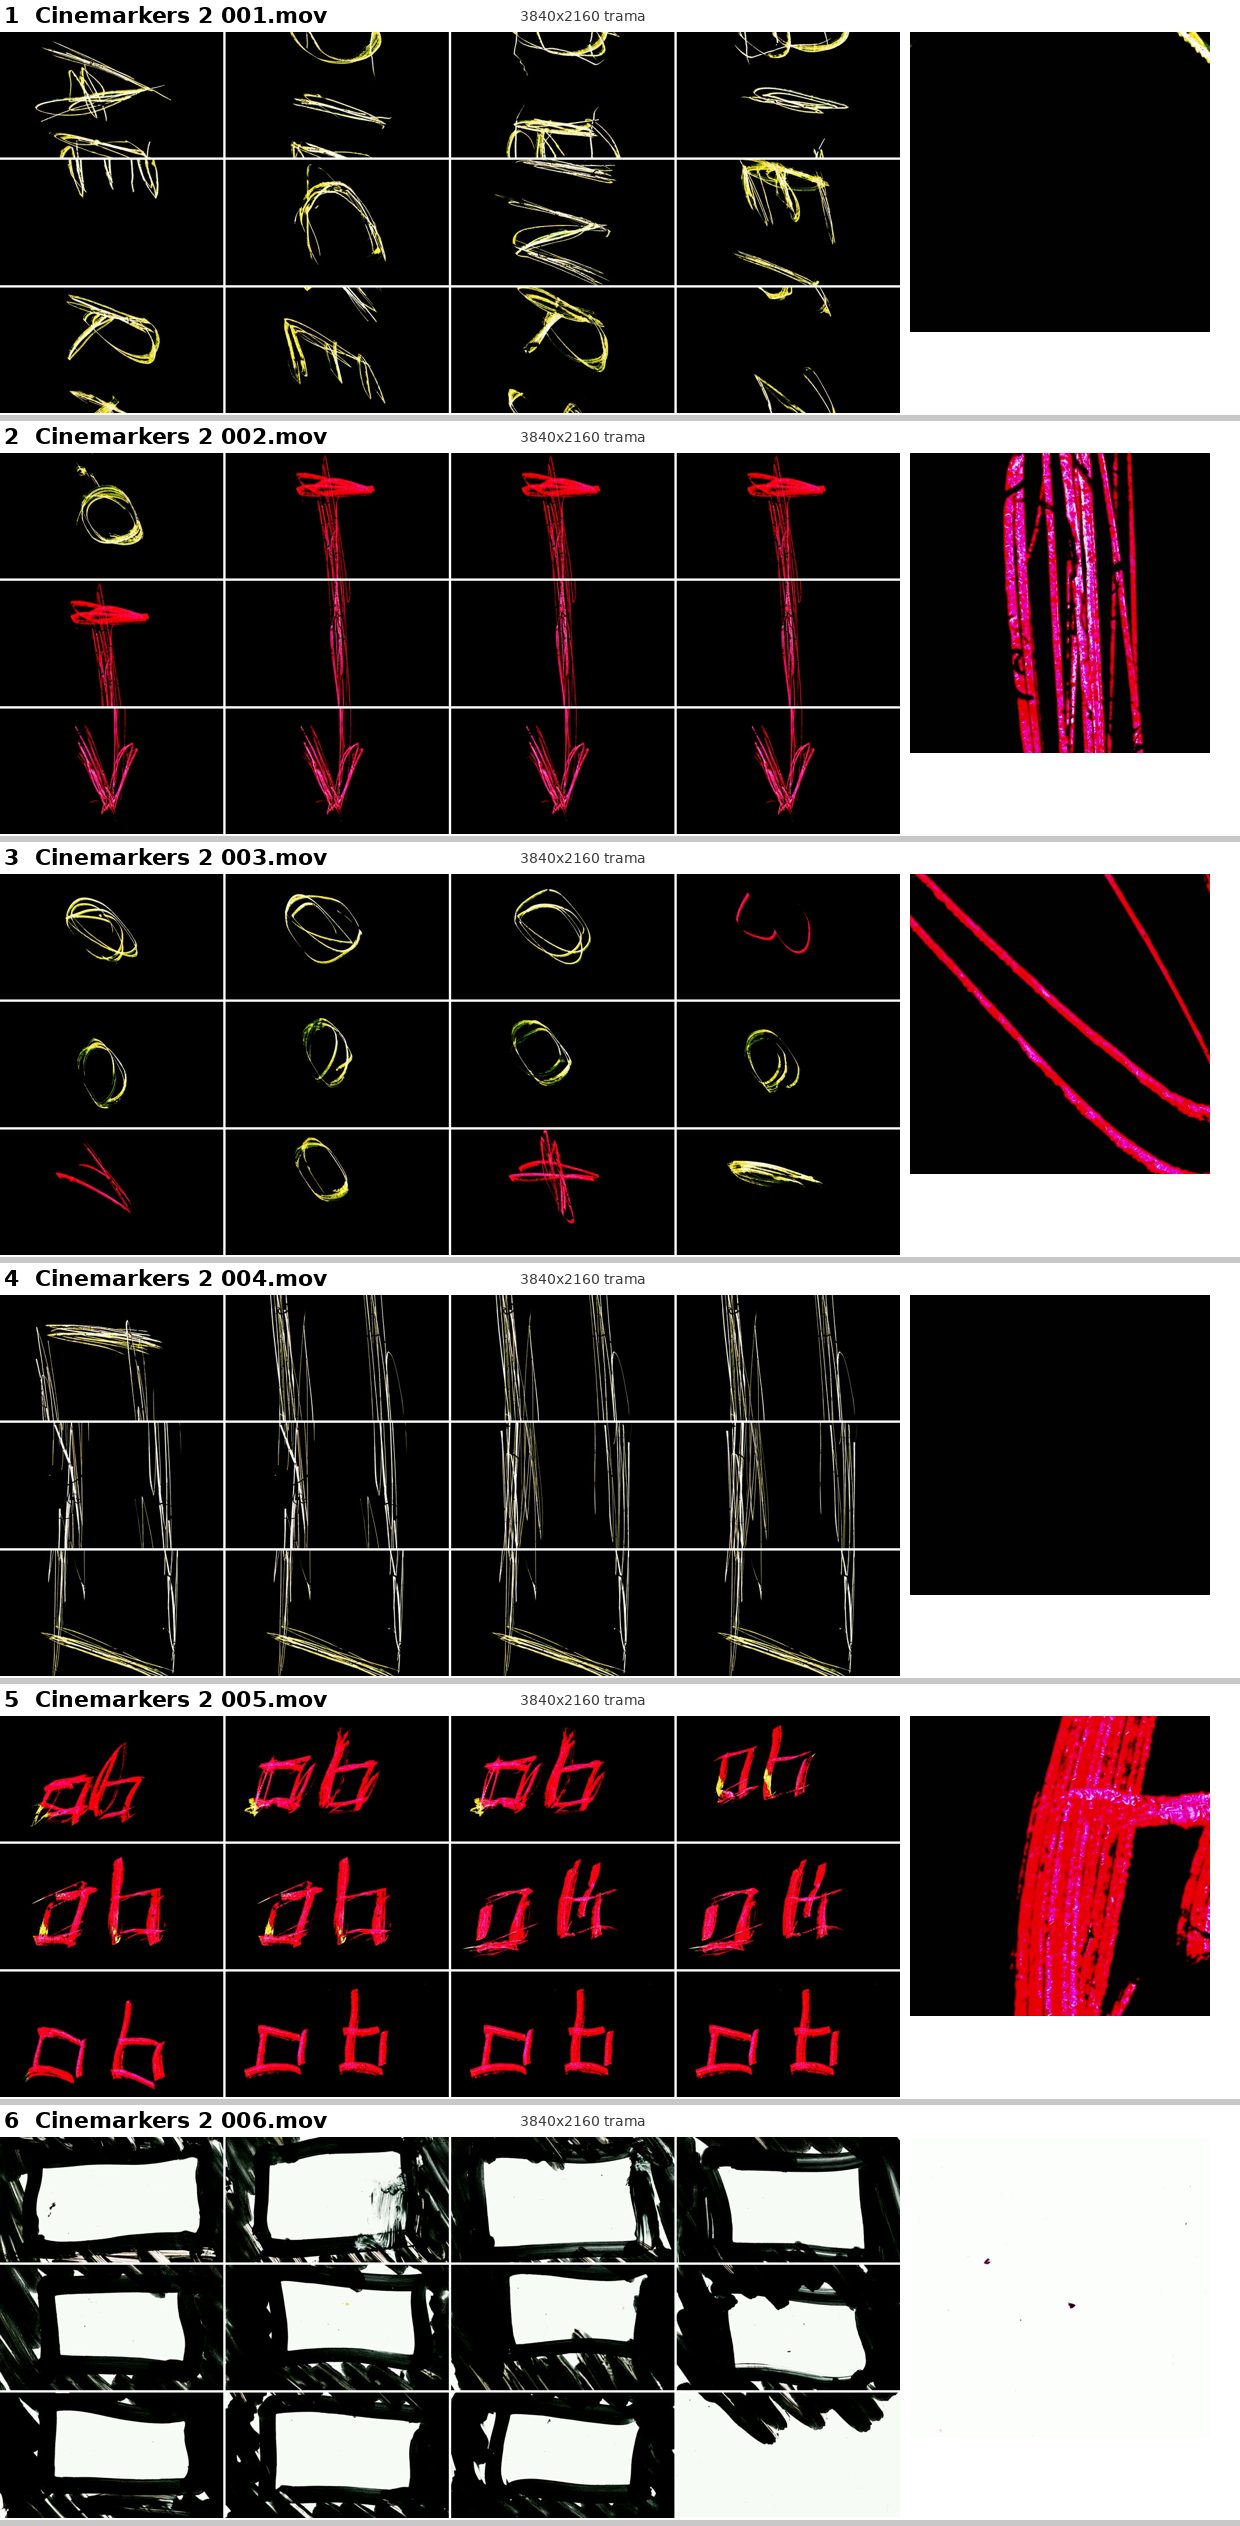 1 Cinemarkers 2 001.mov 3840x2160 trama
2 Cinemarkers 2 002.mov 3840x2160 trama
3 Cinemarkers 2 003.mov 3840x2160 trama
4 Cinemarkers 2 004.mov 3840x2160 trama
5 Cinemarkers 2 005.mov 3840x2160 trama
6 Cinemarkers 2 006.mov 3840x2160 trama